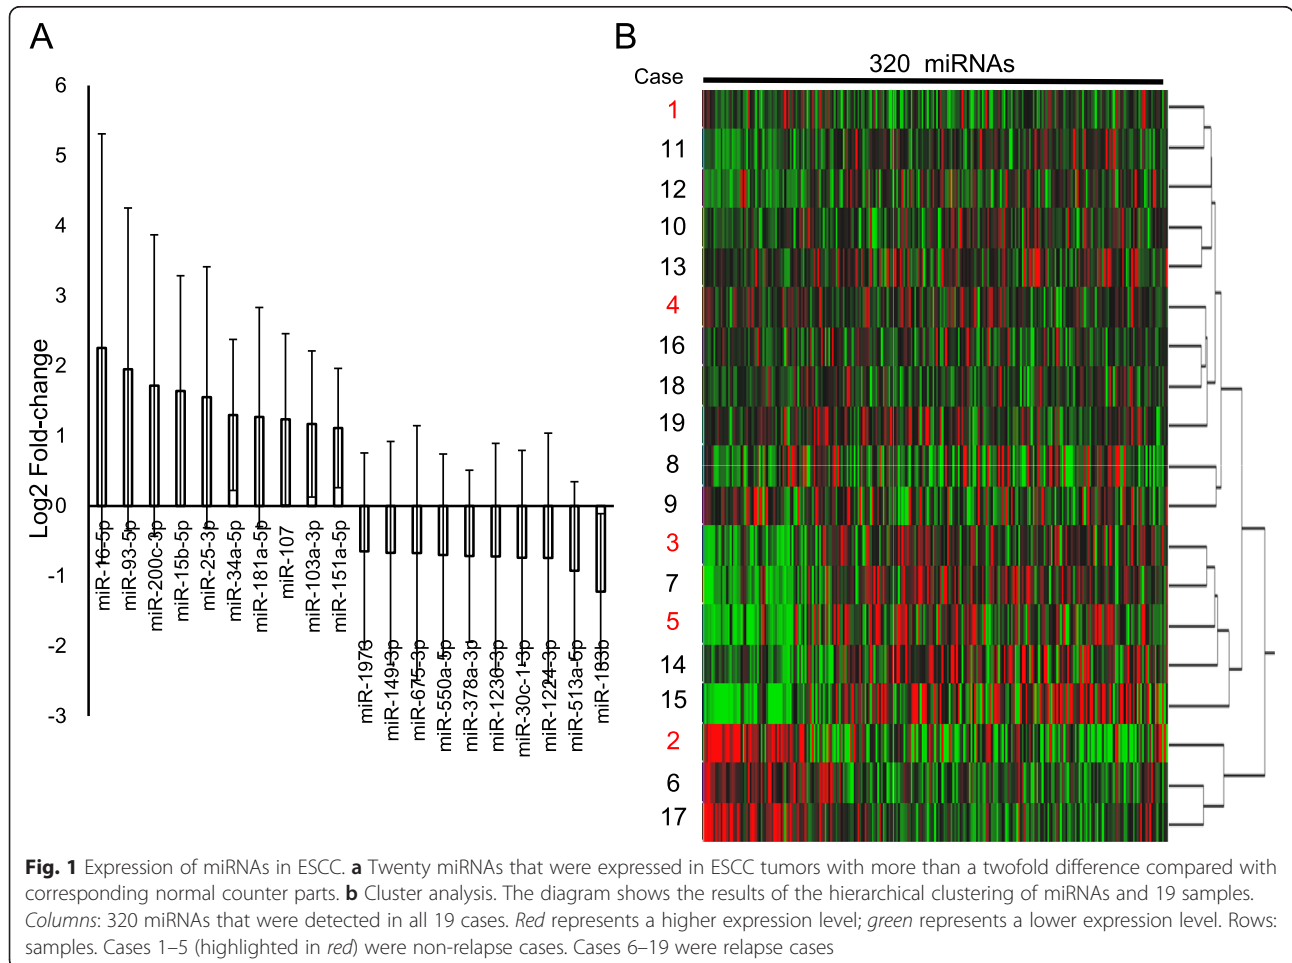 A
B
Case
320 miRNAs
Log2 Fold-change
6
5
4
3
2
1
0
-1
-2
-3
miR-16-5p
miR-93-5p
miR-200c-3p
miR-15b-5p
miR-25-3p
miR-34a-5p
miR-181a-5p
miR-107
miR-103a-3p
miR-151a-5p
miR-1973
miR-149-3p
miR-675-3p
miR-550a-5p
miR-378a-3p
miR-1236-3p
miR-30c-1-3p
miR-1224-3p
miR-513a-5p
miR-183b
1
11
12
10
13
4
16
18
19
8
9
3
7
5
14
15
2
6
17
Fig. 1 Expression of miRNAs in ESCC. a Twenty miRNAs that were expressed in ESCC tumors with more than a twofold difference compared with
corresponding normal counter parts. b Cluster analysis. The diagram shows the results of the hierarchical clustering of miRNAs and 19 samples.
Columns: 320 miRNAs that were detected in all 19 cases. Red represents a higher expression level; green represents a lower expression level. Rows:
samples. Cases 1–5 (highlighted in red) were non-relapse cases. Cases 6–19 were relapse cases